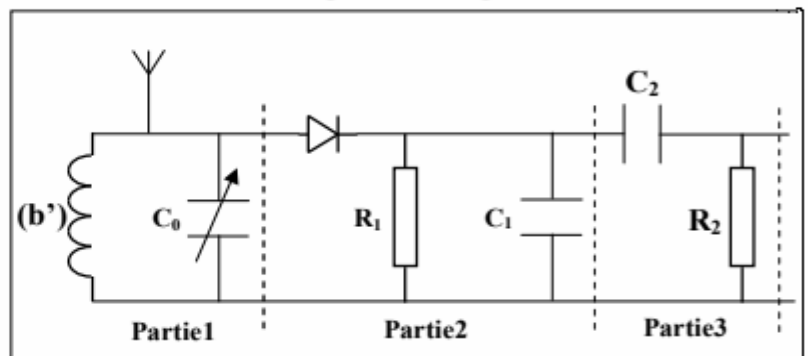 C₂
(b’) C₀ R₁ C₁ R₂
Partie1 Partie2 Partie3